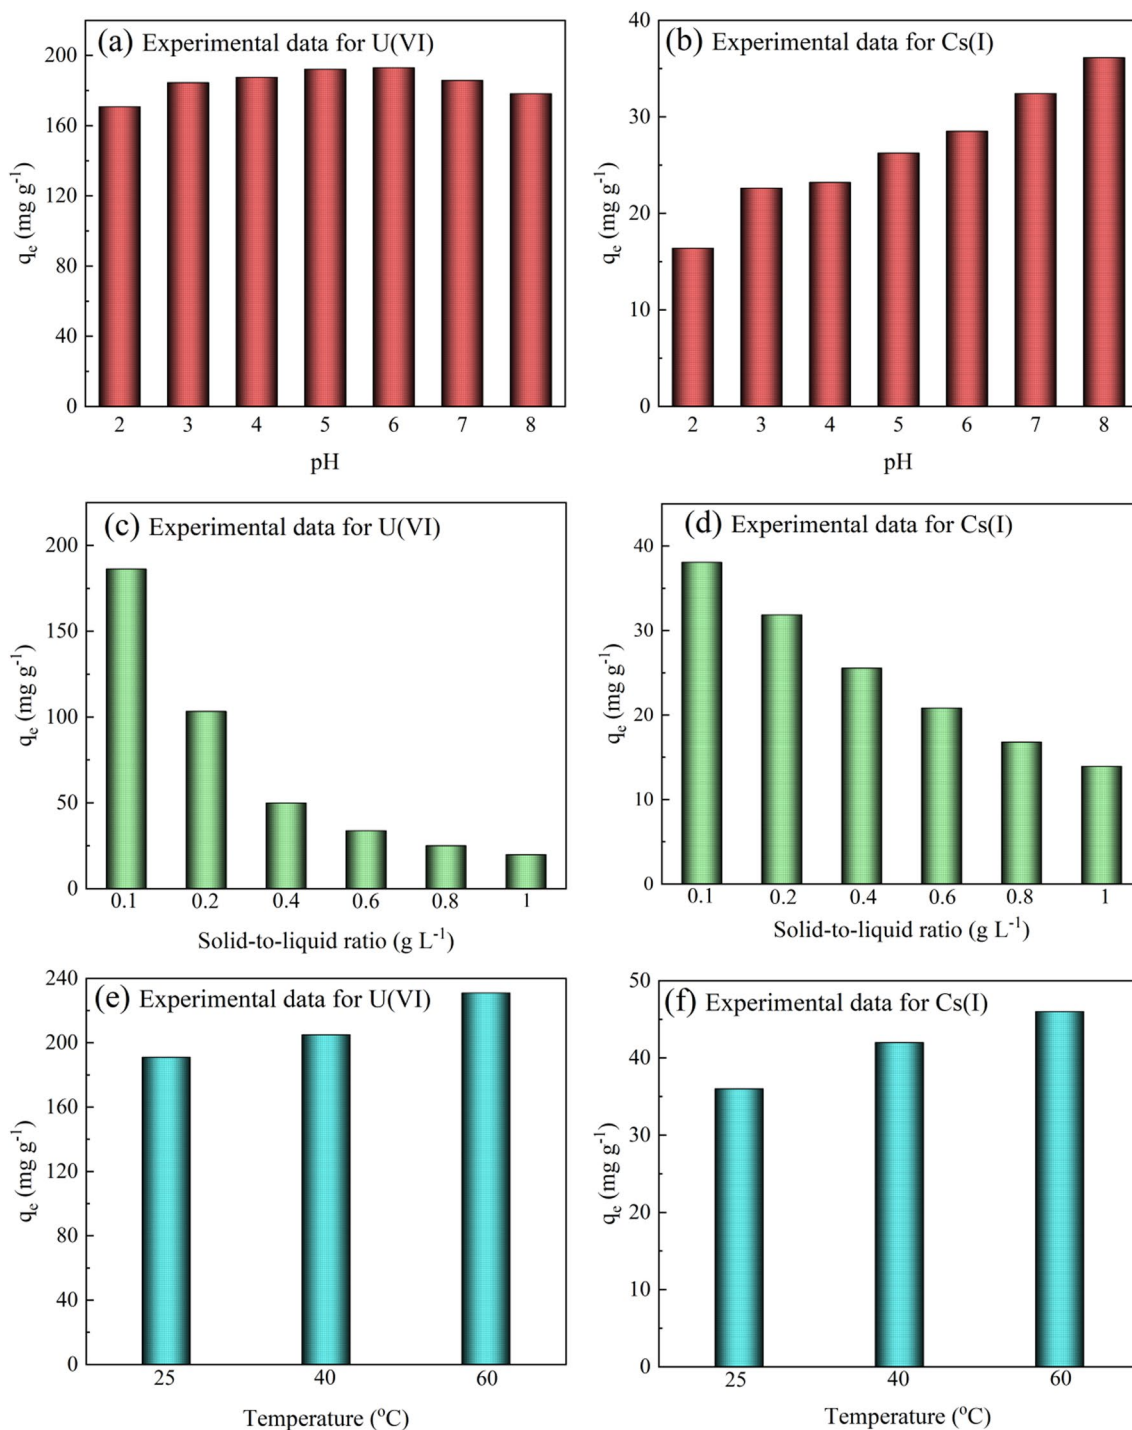 (a) Experimental data for U(VI)
200
160
120
80
40
0
qₑ (mg g⁻¹)
2 3 4 5 6 7 8
pH
(b) Experimental data for Cs(I)
40
30
20
10
0
qₑ (mg g⁻¹)
2 3 4 5 6 7 8
pH
(c) Experimental data for U(VI)
200
150
100
50
0
qₑ (mg g⁻¹)
0.1 0.2 0.4 0.6 0.8 1
Solid-to-liquid ratio (g L⁻¹)
(d) Experimental data for Cs(I)
40
30
20
10
0
qₑ (mg g⁻¹)
0.1 0.2 0.4 0.6 0.8 1
Solid-to-liquid ratio (g L⁻¹)
(e) Experimental data for U(VI)
240
200
160
120
80
40
0
qₑ (mg g⁻¹)
25 40 60
Temperature (°C)
(f) Experimental data for Cs(I)
50
40
30
20
10
0
qₑ (mg g⁻¹)
25 40 60
Temperature (°C)